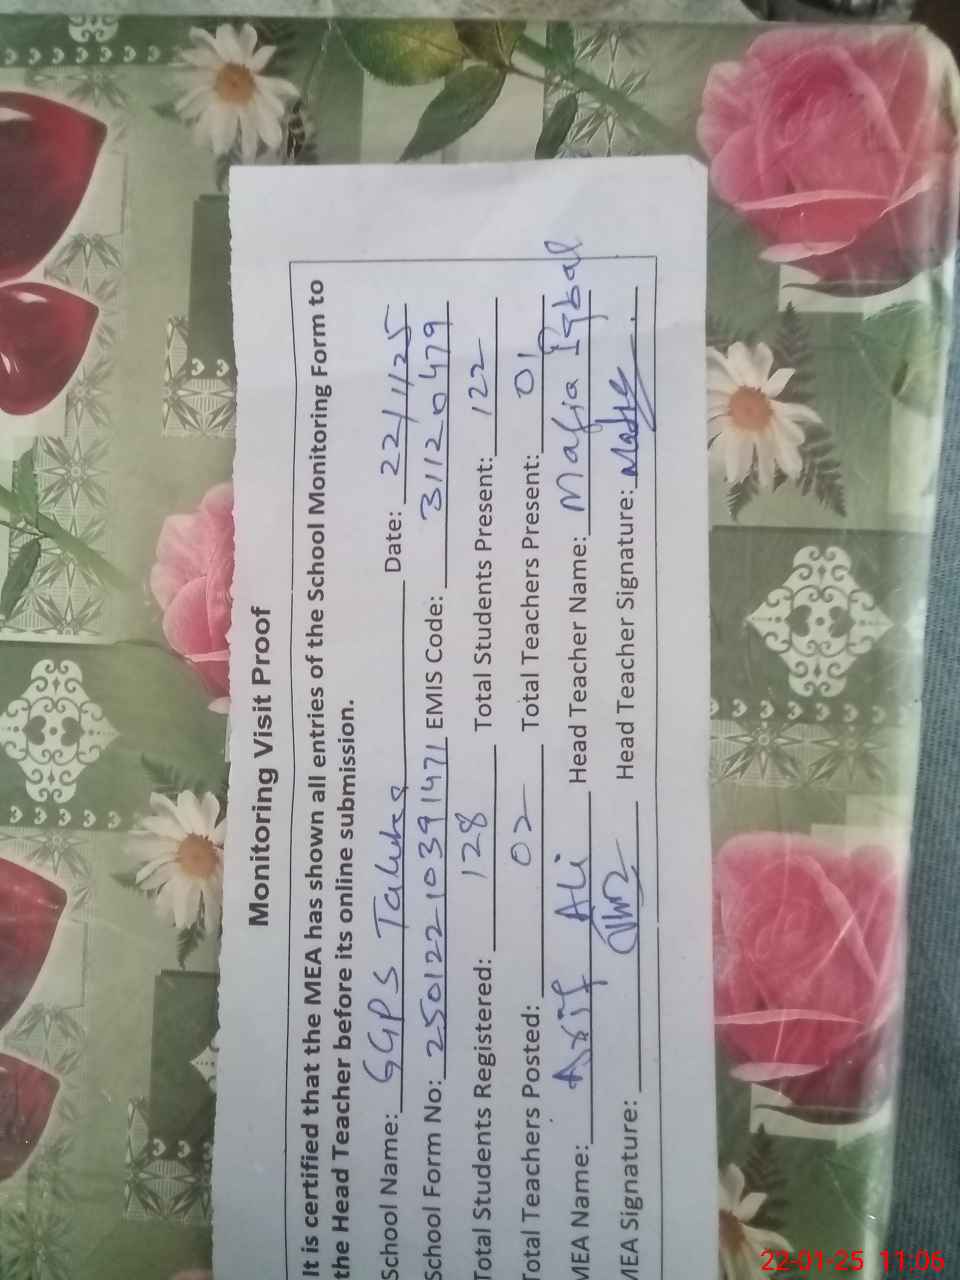 Monitoring Visit Proof
It is certified that the MEA has shown all entries of the School Monitoring Form to
the Head Teacher before its online submission.
School Name: GGPS Date: 22/1/25
School Form No: 25012210391471 EMIS Code: 31120479
Total Students Registered: 128 Total Students Present: 122
Total Teachers Posted: 02 Total Teachers Present: 01
MEA Name: Asif Ali Head Teacher Name: Mafia Iqbal
MEA Signature: Head Teacher Signature:
22-01-25 11:06